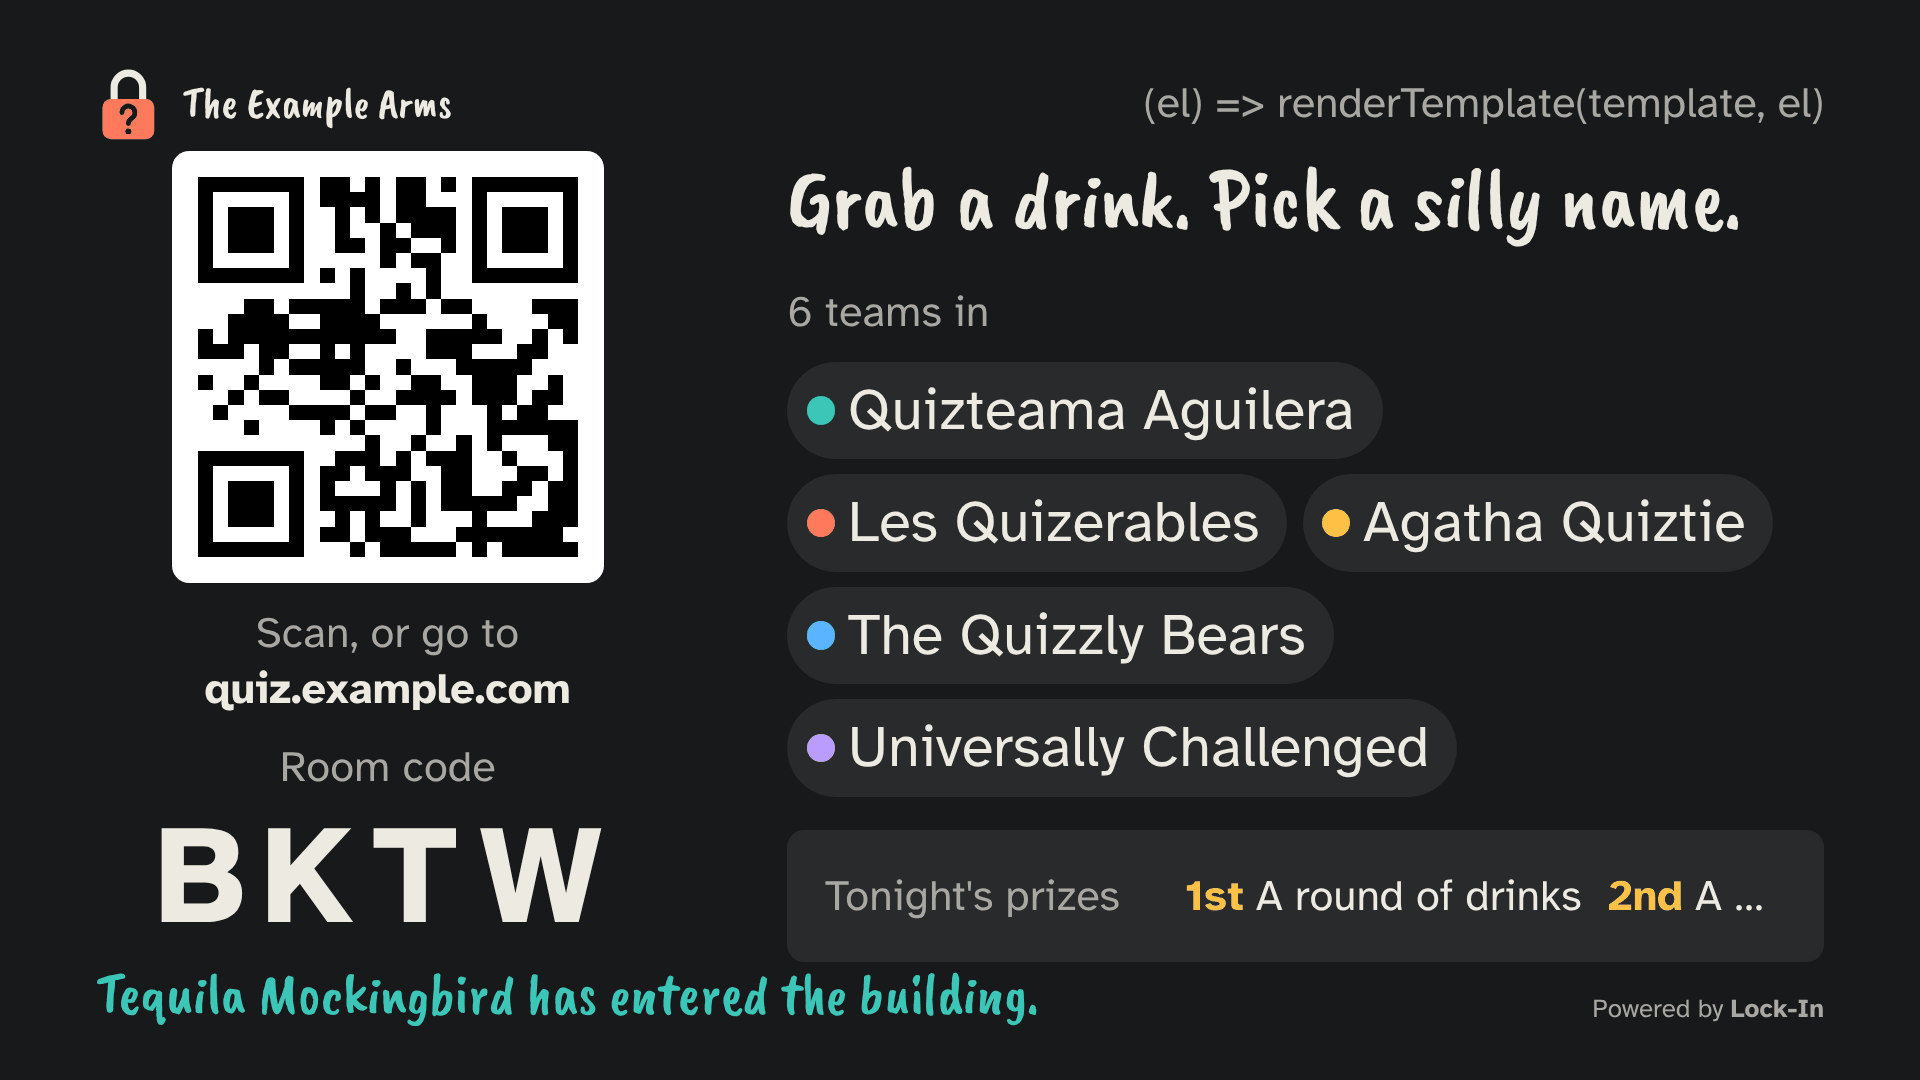 The Example Arms
(el) => renderTemplate(template, el)
Grab a drink. Pick a silly name.
6 teams in
Quizteama Aguilera
Les Quizerables
Agatha Quiztie
The Quizzly Bears
Universally Challenged
Tonight's prizes 1st A round of drinks 2nd A ...
Scan, or go to
quiz.example.com
Room code
BKTW
Tequila Mockingbird has entered the building.
Powered by Lock-In